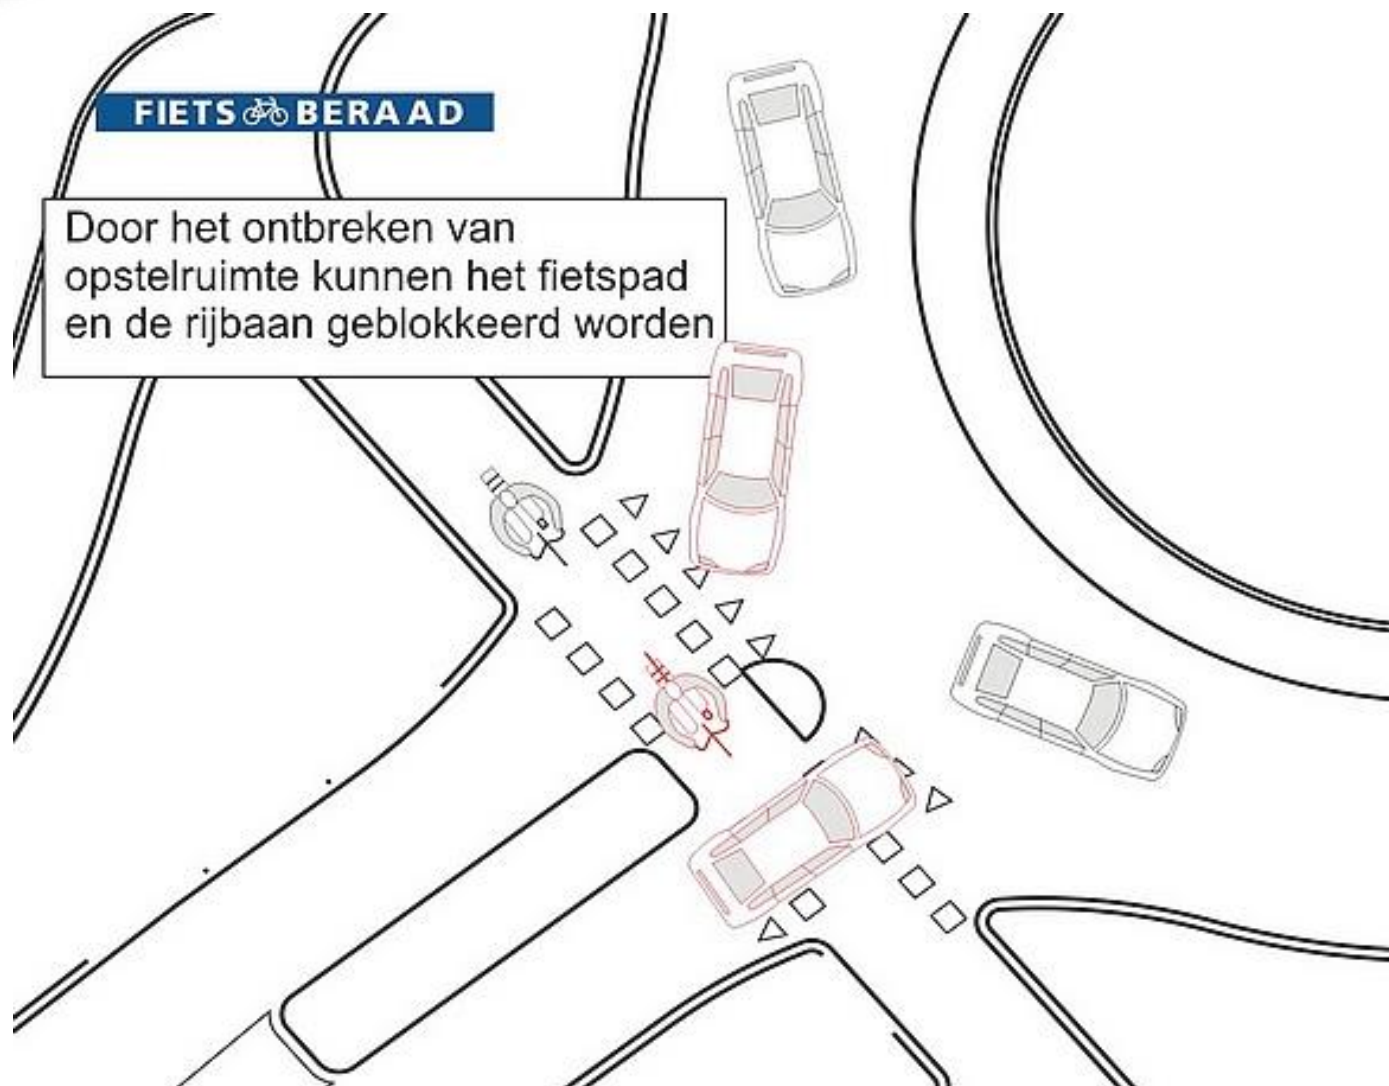 FIETS BERAAD
Door het ontbreken van
opstelruimte kunnen het fietspad
en de rijbaan geblokkeerd worden